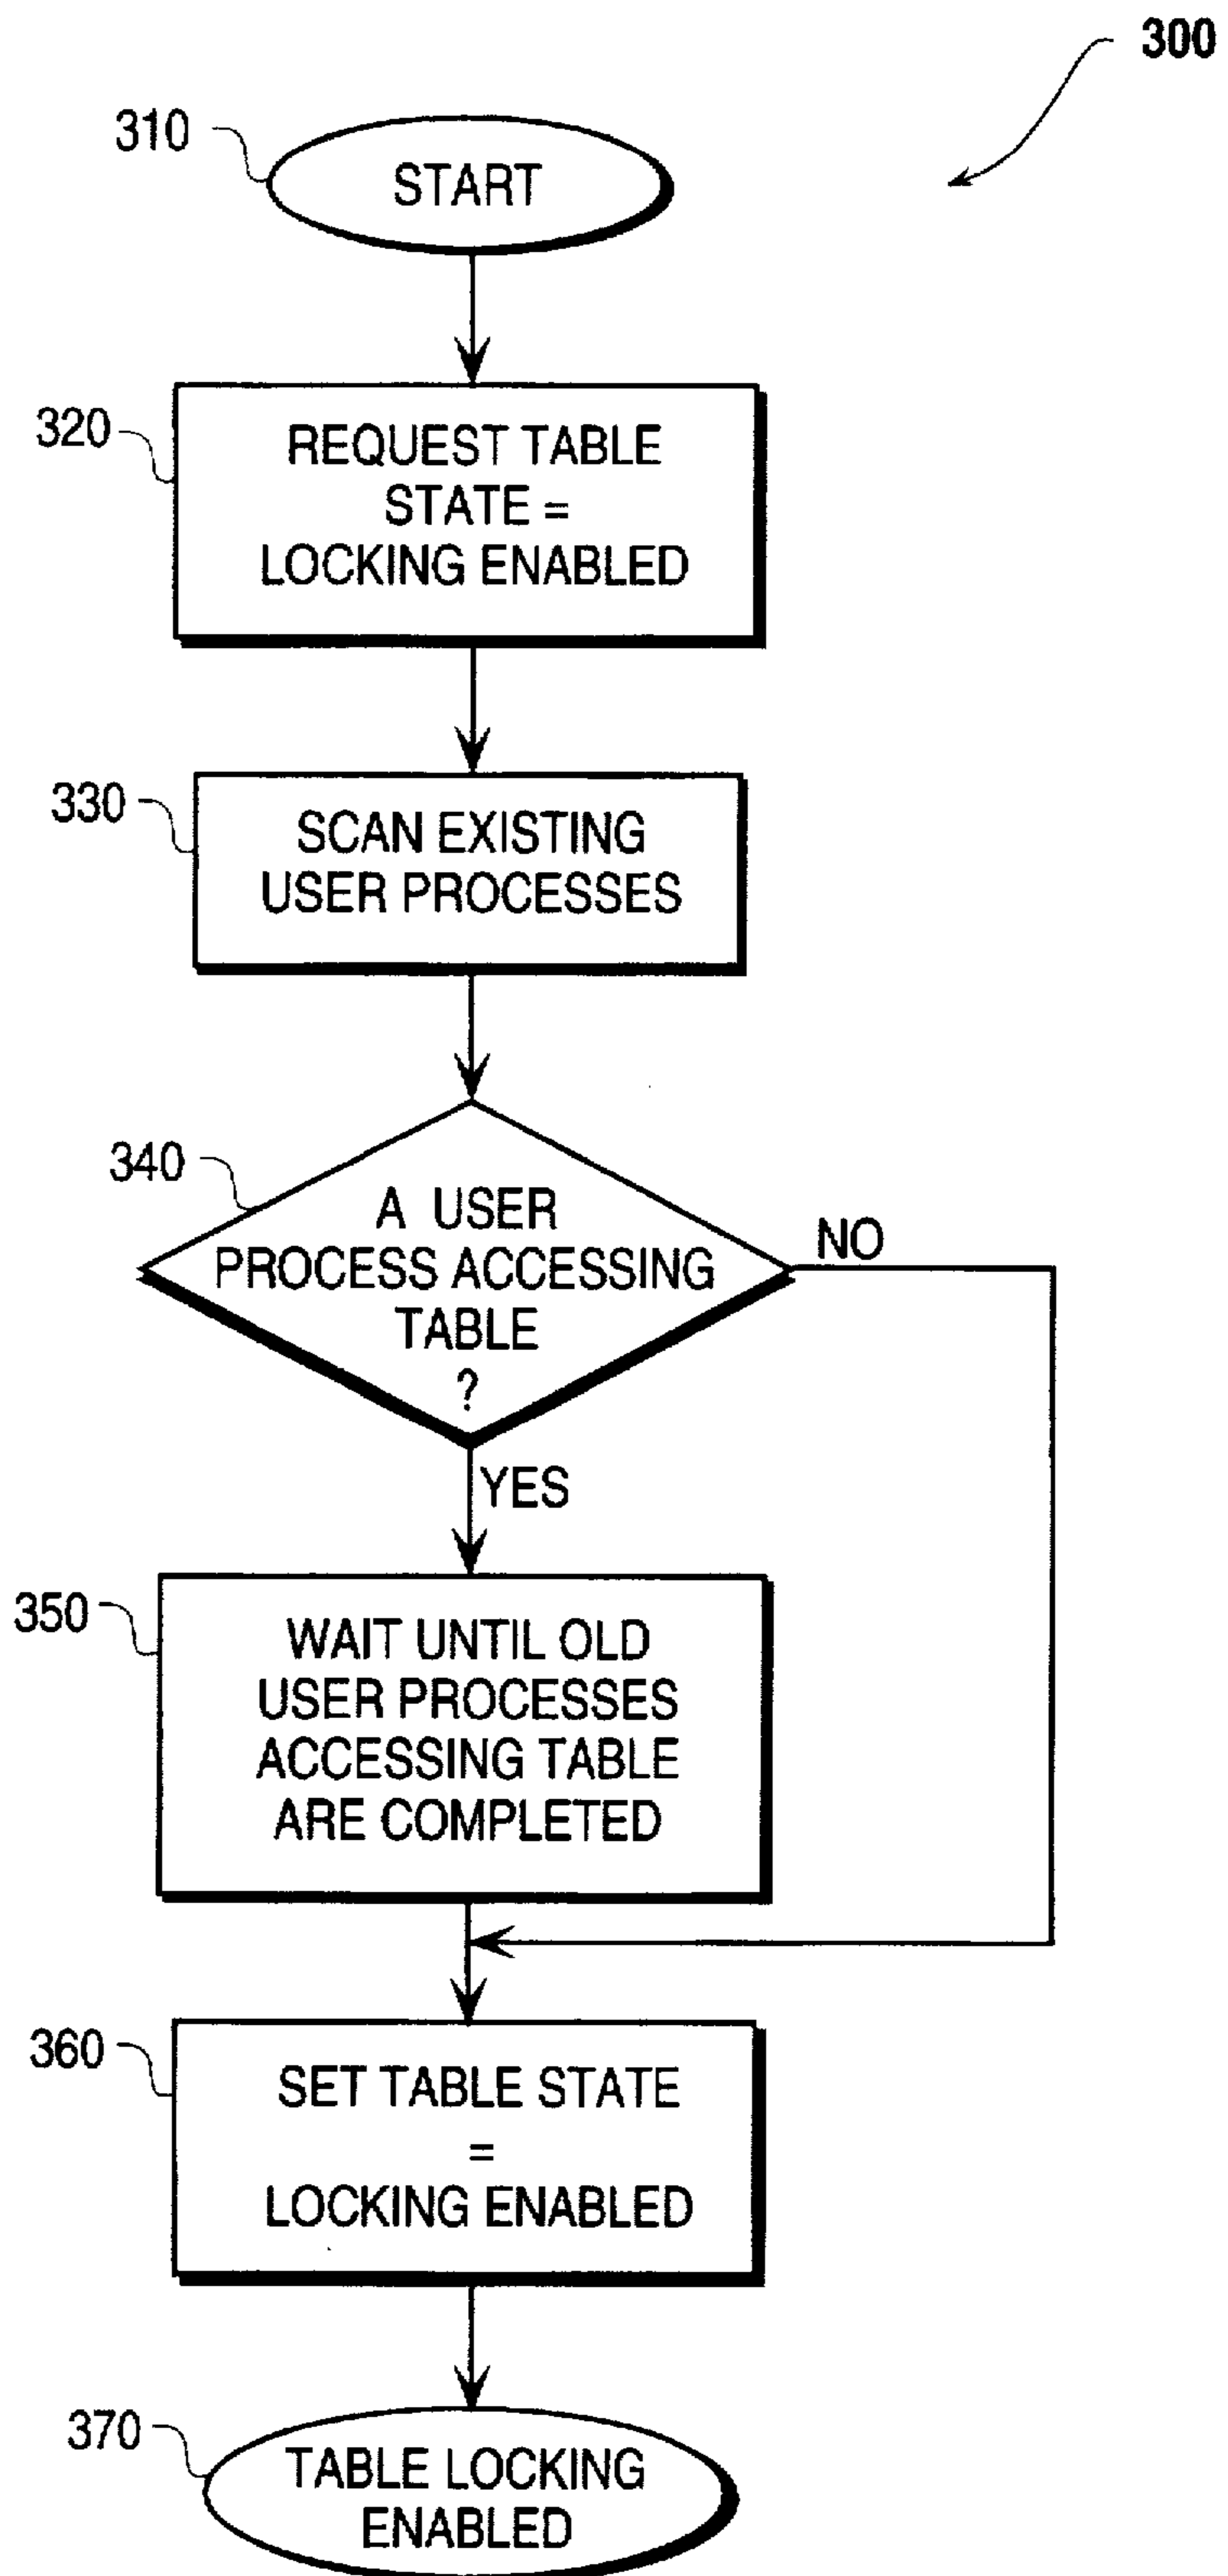 300
310
START
320
REQUEST TABLE
STATE =
LOCKING ENABLED
330
SCAN EXISTING
USER PROCESSES
340
A USER
PROCESS ACCESSING
TABLE
?
NO
YES
350
WAIT UNTIL OLD
USER PROCESSES
ACCESSING TABLE
ARE COMPLETED
360
SET TABLE STATE
=
LOCKING ENABLED
370
TABLE LOCKING
ENABLED